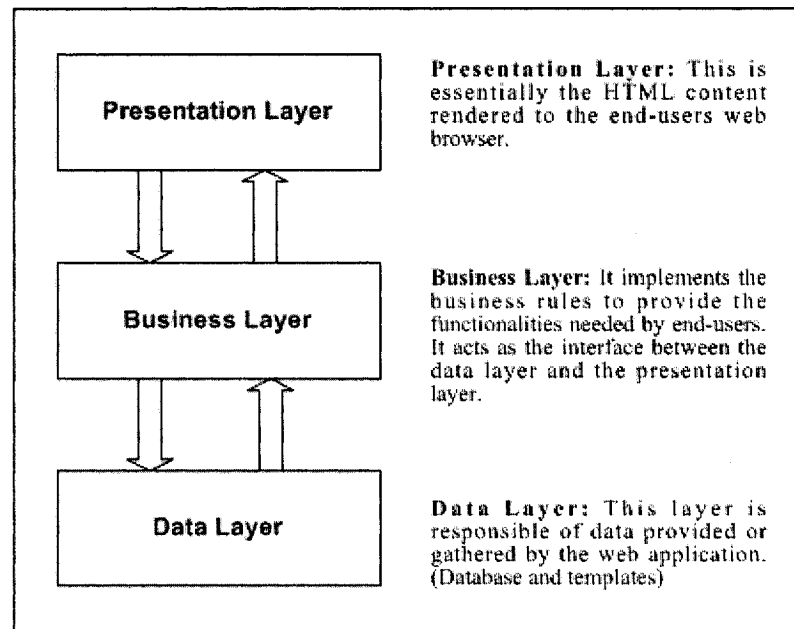 Presentation Layer
Presentation Layer: This is
essentially the HTML content
rendered to the end-users web
browser.
Business Layer
Business Layer: It implements the
business rules to provide the
functionalities needed by end-users.
It acts as the interface between the
data layer and the presentation
layer.
Data Layer
Data Layer: This layer is
responsible of data provided or
gathered by the web application.
(Database and templates)